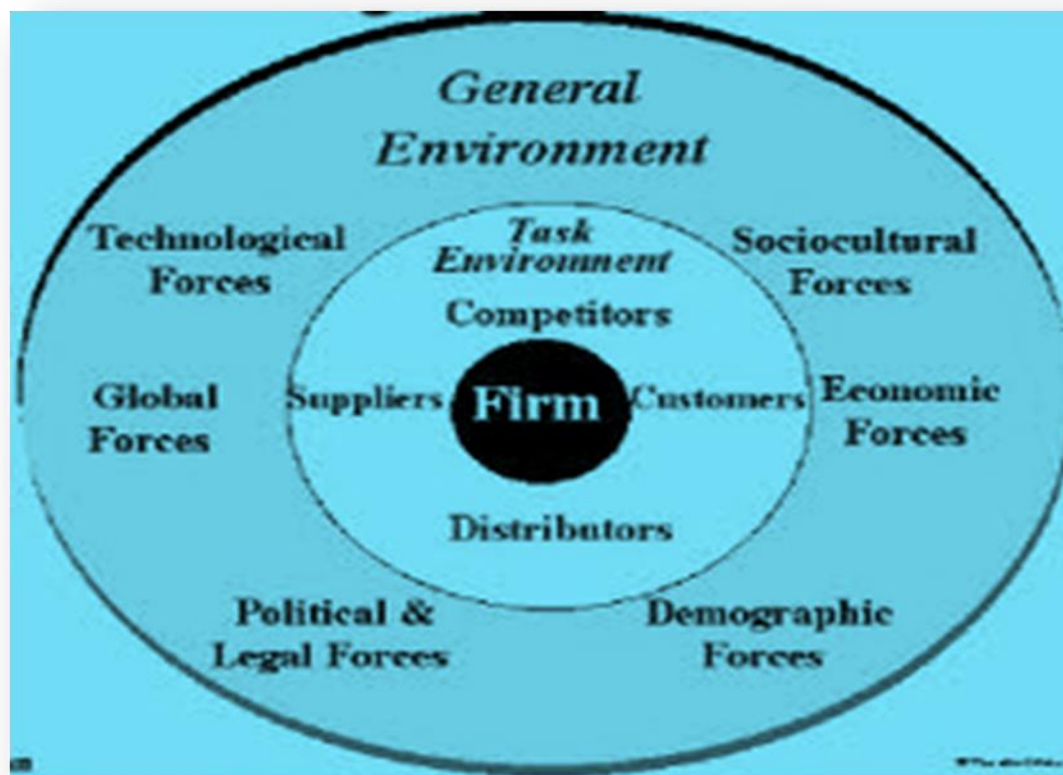 General
Environment
Technological
Forces
Task
Environment
Sociocultural
Forces
Competitors
Global
Forces
Suppliers
Firm
Customers
Economic
Forces
Distributors
Political &
Legal Forces
Demographic
Forces